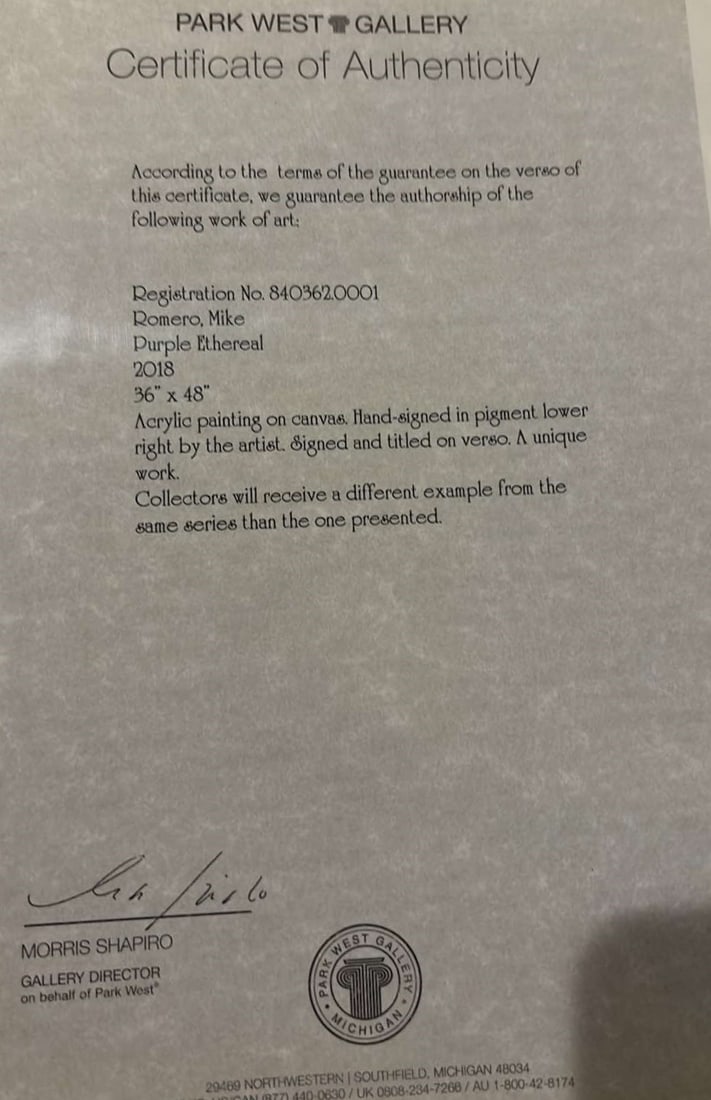 PARK WEST GALLERY
Certificate of Authenticity
According to the terms of the guarantee on the verso of
this certificate, we guarantee the authorship of the
following work of art:
Registration No. 840362.0001
Romero, Mike
Purple Ethereal
2018
36" x 48"
Acrylic painting on canvas. Hand-signed in pigment lower
right by the artist. Signed and titled on verso. A unique
work.
Collectors will receive a different example from the
same series than the one presented.
MORRIS SHAPIRO
GALLERY DIRECTOR
on behalf of Park West®
PARK WEST GALLERY
MICHIGAN
29469 NORTHWESTERN | SOUTHFIELD, MICHIGAN 48034
(877) 440-0630 / UK 0808-234-7268 / AU 1-800-42-8174